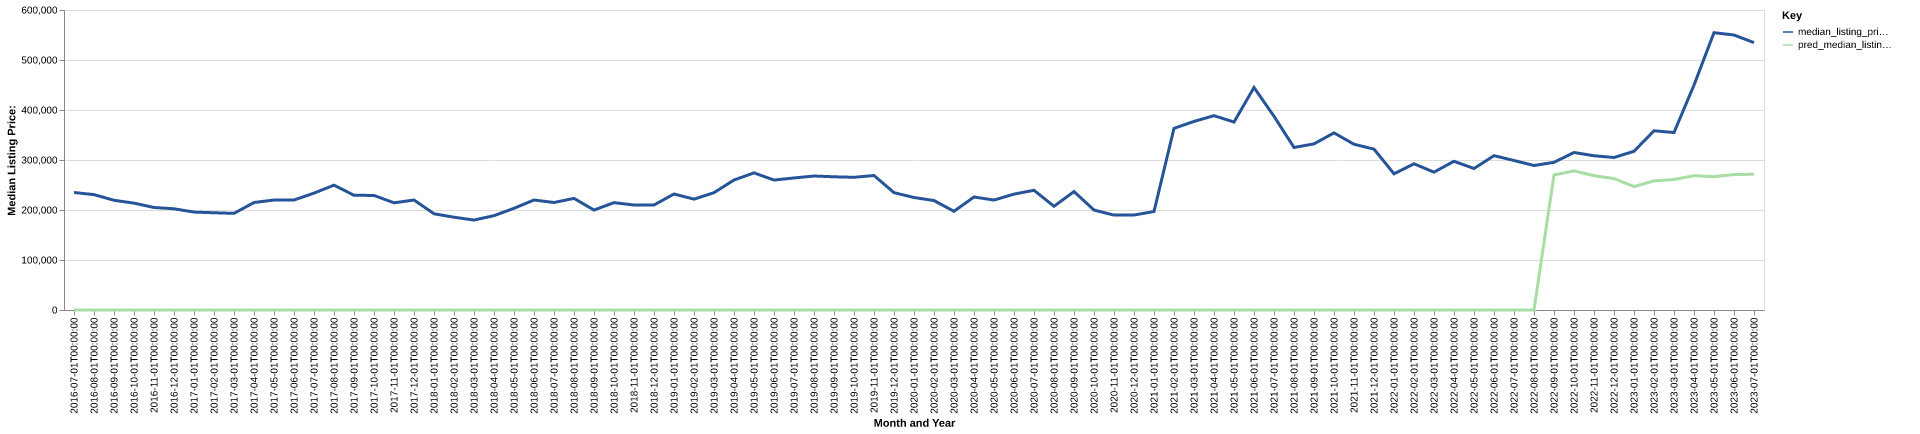 600,000
500,000
400,000
300,000
200,000
100,000
0
Median Listing Price:
2016-07-01T00:00:00
2016-08-01T00:00:00
2016-09-01T00:00:00
2016-10-01T00:00:00
2016-11-01T00:00:00
2016-12-01T00:00:00
2017-01-01T00:00:00
2017-02-01T00:00:00
2017-03-01T00:00:00
2017-04-01T00:00:00
2017-05-01T00:00:00
2017-06-01T00:00:00
2017-07-01T00:00:00
2017-08-01T00:00:00
2017-09-01T00:00:00
2017-10-01T00:00:00
2017-11-01T00:00:00
2017-12-01T00:00:00
2018-01-01T00:00:00
2018-02-01T00:00:00
2018-03-01T00:00:00
2018-04-01T00:00:00
2018-05-01T00:00:00
2018-06-01T00:00:00
2018-07-01T00:00:00
2018-08-01T00:00:00
2018-09-01T00:00:00
2018-10-01T00:00:00
2018-11-01T00:00:00
2018-12-01T00:00:00
2019-01-01T00:00:00
2019-02-01T00:00:00
2019-03-01T00:00:00
2019-04-01T00:00:00
2019-05-01T00:00:00
2019-06-01T00:00:00
2019-07-01T00:00:00
2019-08-01T00:00:00
2019-09-01T00:00:00
2019-10-01T00:00:00
2019-11-01T00:00:00
2019-12-01T00:00:00
2020-01-01T00:00:00
2020-02-01T00:00:00
2020-03-01T00:00:00
2020-04-01T00:00:00
2020-05-01T00:00:00
2020-06-01T00:00:00
2020-07-01T00:00:00
2020-08-01T00:00:00
2020-09-01T00:00:00
2020-10-01T00:00:00
2020-11-01T00:00:00
2020-12-01T00:00:00
2021-01-01T00:00:00
2021-02-01T00:00:00
2021-03-01T00:00:00
2021-04-01T00:00:00
2021-05-01T00:00:00
2021-06-01T00:00:00
2021-07-01T00:00:00
2021-08-01T00:00:00
2021-09-01T00:00:00
2021-10-01T00:00:00
2021-11-01T00:00:00
2021-12-01T00:00:00
2022-01-01T00:00:00
2022-02-01T00:00:00
2022-03-01T00:00:00
2022-04-01T00:00:00
2022-05-01T00:00:00
2022-06-01T00:00:00
2022-07-01T00:00:00
2022-08-01T00:00:00
2022-09-01T00:00:00
2022-10-01T00:00:00
2022-11-01T00:00:00
2022-12-01T00:00:00
2023-01-01T00:00:00
2023-02-01T00:00:00
2023-03-01T00:00:00
2023-04-01T00:00:00
2023-05-01T00:00:00
2023-06-01T00:00:00
2023-07-01T00:00:00
Month and Year
Key
median_listing_pri…
pred_median_listin…